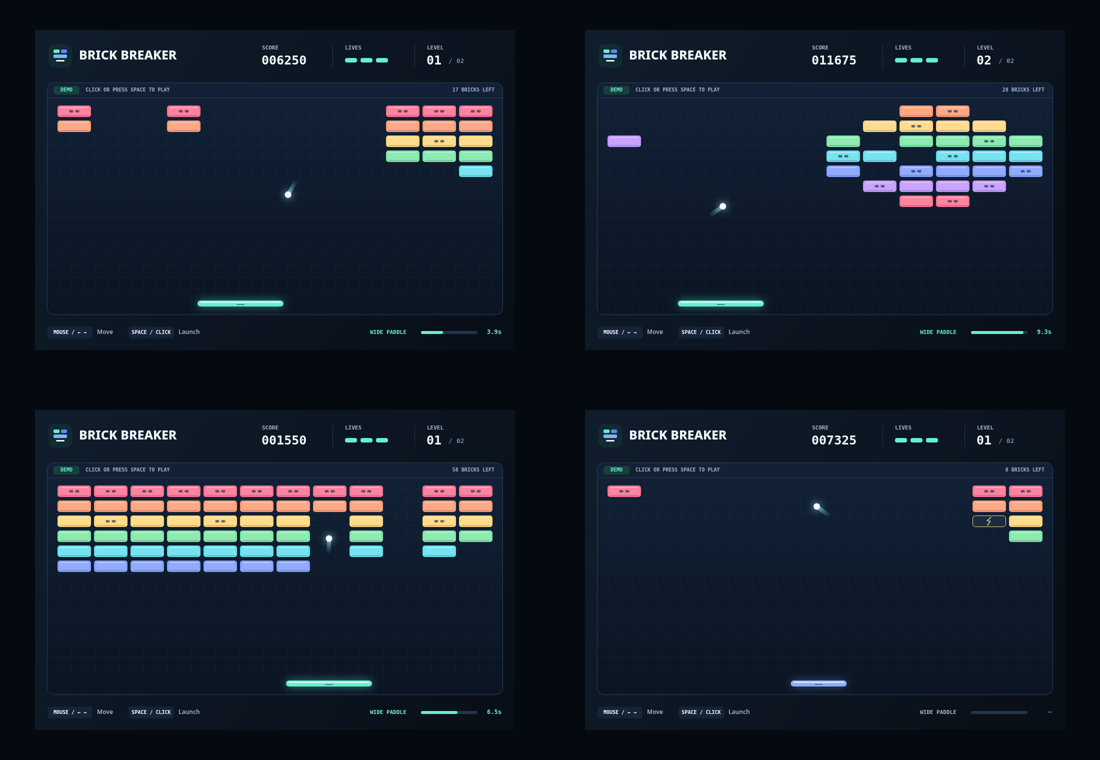 BRICK BREAKER
SCORE
006250
LIVES
LEVEL
01 / 02
DEMO CLICK OR PRESS SPACE TO PLAY
17 BRICKS LEFT
MOUSE / ← → Move
SPACE / CLICK Launch
WIDE PADDLE 3.9s
BRICK BREAKER
SCORE
011675
LIVES
LEVEL
02 / 02
DEMO CLICK OR PRESS SPACE TO PLAY
28 BRICKS LEFT
MOUSE / ← → Move
SPACE / CLICK Launch
WIDE PADDLE 9.3s
BRICK BREAKER
SCORE
001550
LIVES
LEVEL
01 / 02
DEMO CLICK OR PRESS SPACE TO PLAY
58 BRICKS LEFT
MOUSE / ← → Move
SPACE / CLICK Launch
WIDE PADDLE 6.5s
BRICK BREAKER
SCORE
007325
LIVES
LEVEL
01 / 02
DEMO CLICK OR PRESS SPACE TO PLAY
8 BRICKS LEFT
MOUSE / ← → Move
SPACE / CLICK Launch
WIDE PADDLE —